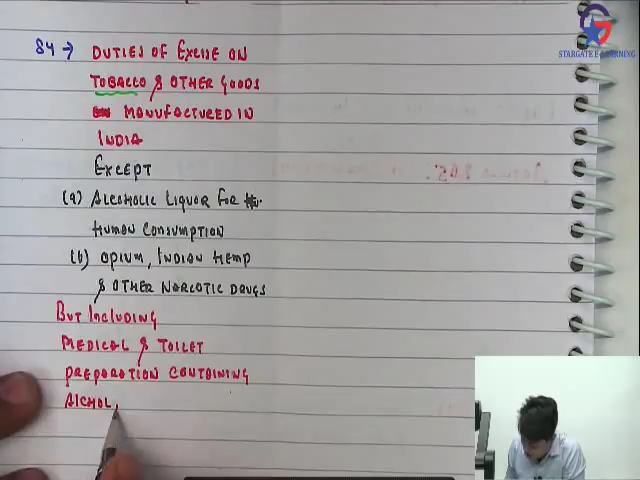 STARGATE E-LEARNING
84 → DUTIES OF EXCISE ON
TOBACCO & OTHER GOODS
MANUFACTURED IN
INDIA
EXCEPT
(a) ALCOHOLIC LIQUOR FOR
HUMAN CONSUMPTION
(b) OPIUM, INDIAN HEMP
& OTHER NARCOTIC DRUGS
BUT INCLUDING
MEDICAL & TOILET
PREPARATION CONTAINING
ALCHOL,